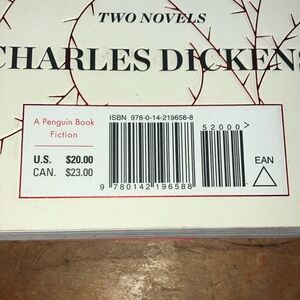 TWO NOVELS
CHARLES DICKENS
A Penguin Book
Fiction
U.S. $20.00
CAN. $23.00
ISBN 978-0-14-219658-8
52000>
9 780142 196588
EAN